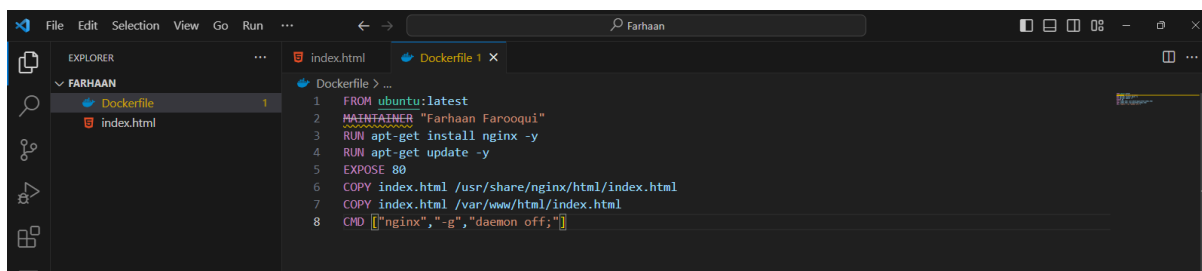 File Edit Selection View Go Run ··· ← → Farhaan
EXPLORER ···
index.html Dockerfile 1 ×
FARHAAN
Dockerfile > ...
Dockerfile 1
index.html
1 FROM ubuntu:latest
2 MAINTAINER "Farhaan Farooqui"
3 RUN apt-get install nginx -y
4 RUN apt-get update -y
5 EXPOSE 80
6 COPY index.html /usr/share/nginx/html/index.html
7 COPY index.html /var/www/html/index.html
8 CMD ["nginx","-g","daemon off;"]